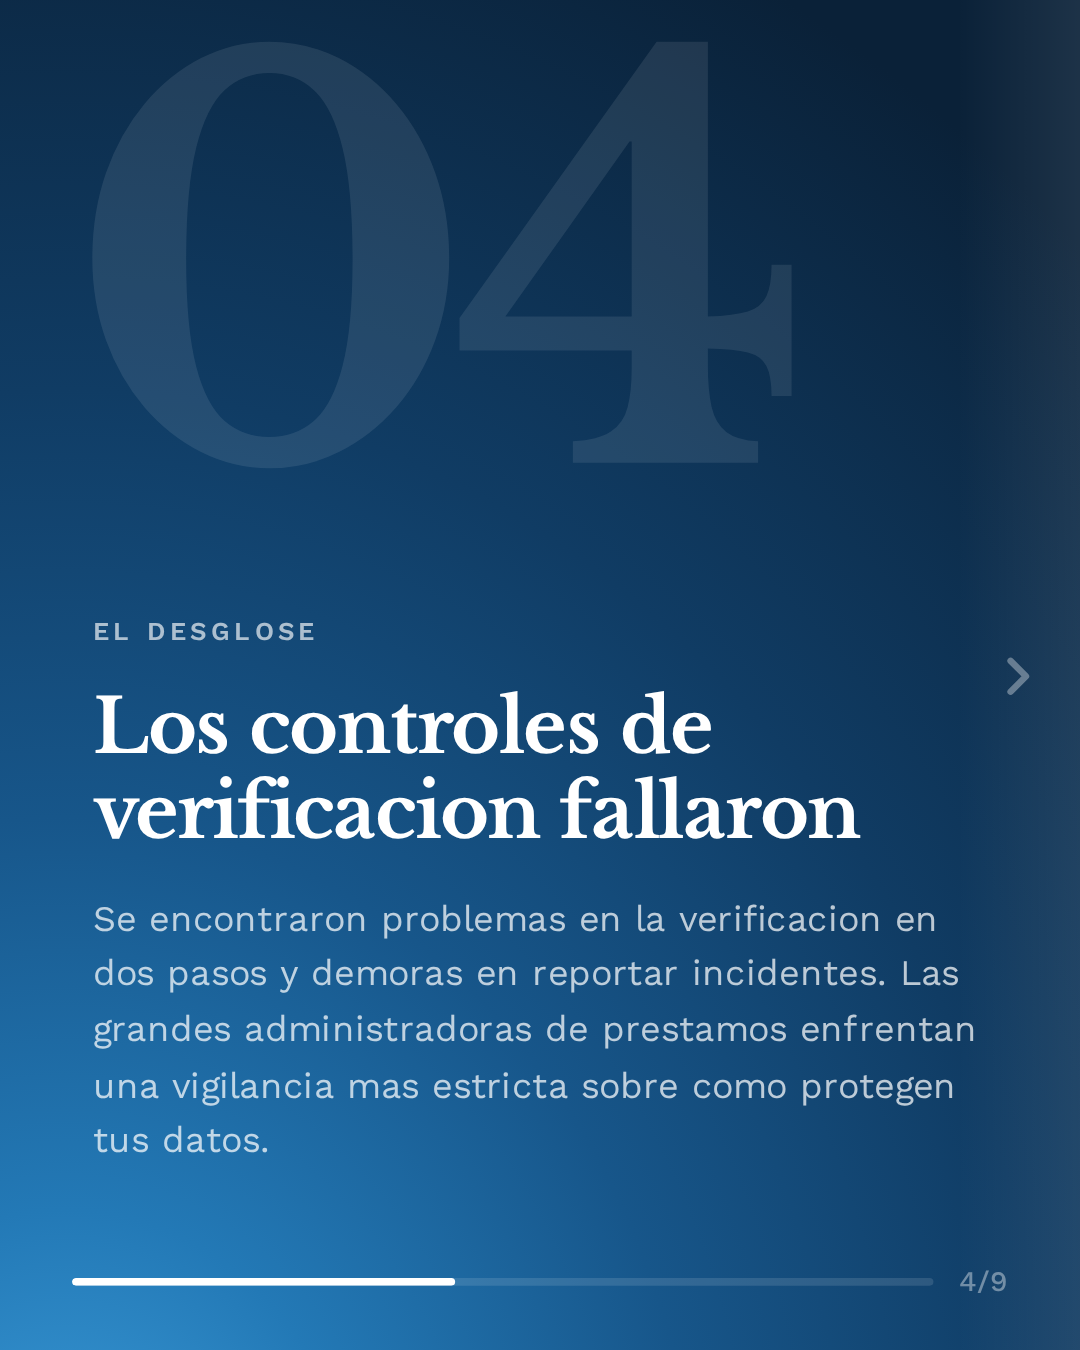 04
EL DESGLOSE
Los controles de
verificacion fallaron
Se encontraron problemas en la verificacion en
dos pasos y demoras en reportar incidentes. Las
grandes administradoras de prestamos enfrentan
una vigilancia mas estricta sobre como protegen
tus datos.
4/9